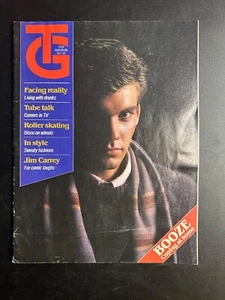 TG
Facing reality
Living with drunks
Tube talk
Careers in TV
Roller skating
Disco on wheels
In style
Sweaty fashions
Jim Carrey
For comic laughs
BOOZE